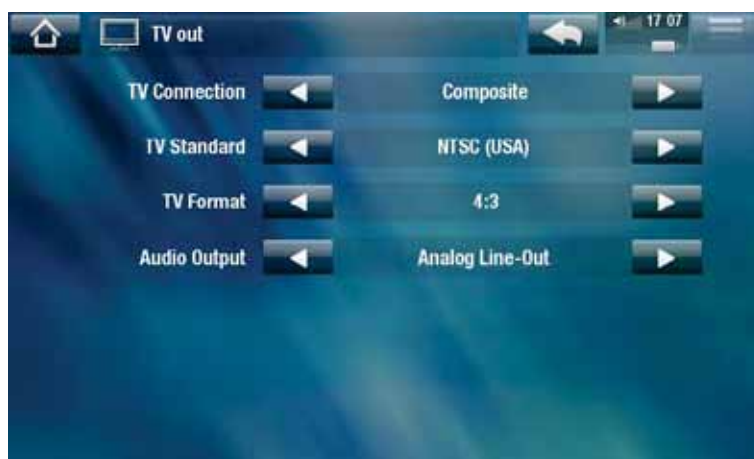 TV out
17 07
TV Connection Composite
TV Standard NTSC (USA)
TV Format 4:3
Audio Output Analog Line-Out